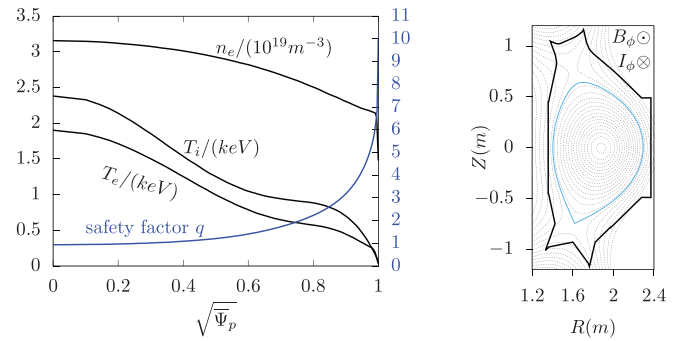 3.5
3
2.5
2
1.5
1
0.5
0
11
10
9
8
7
6
5
4
3
2
1
0
n_e/(10^{19}m^{-3})
T_i/(keV)
T_e/(keV)
safety factor q
0 0.2 0.4 0.6 0.8 1
\sqrt{\overline{Ψ}_p}
B_ϕ⊙
I_ϕ⊗
1
0.5
0
−0.5
−1
Z(m)
1.2 1.6 2 2.4
R(m)